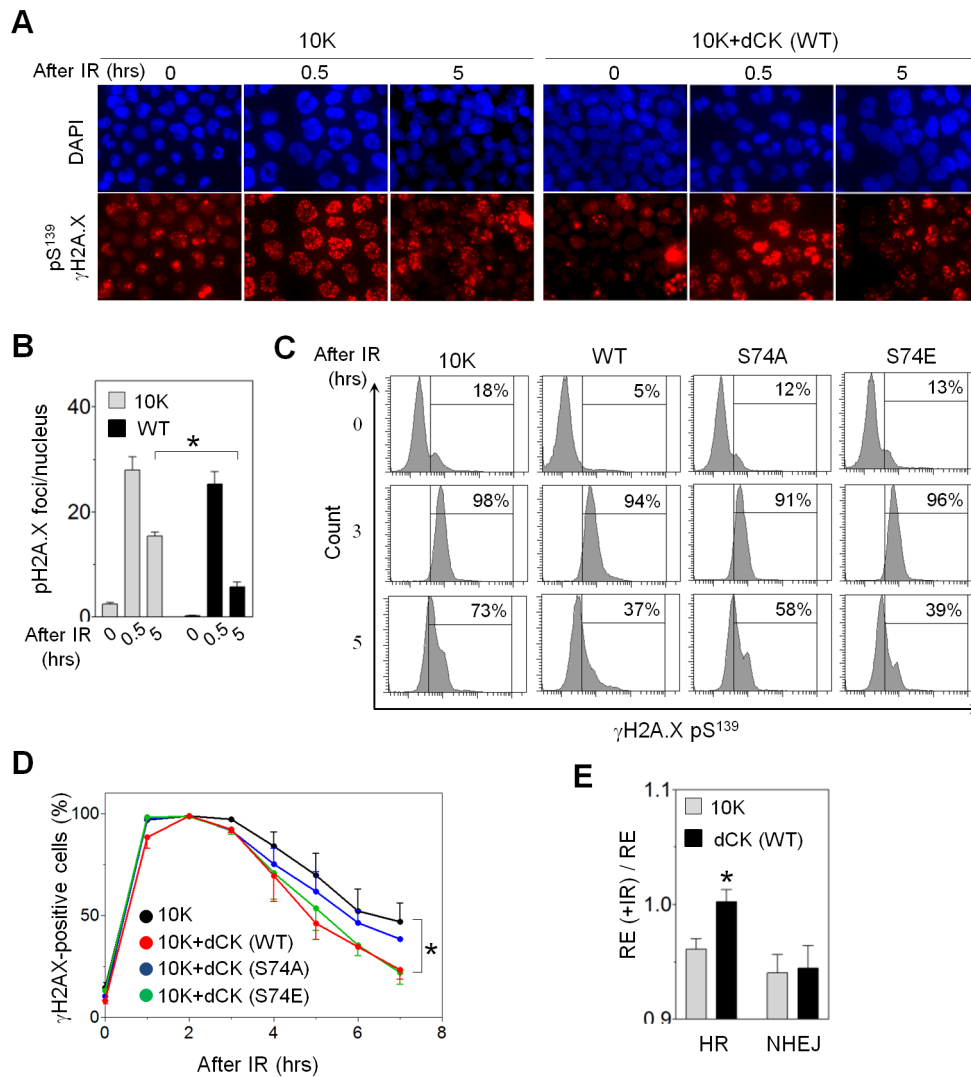 A
10K
10K+dCK (WT)
After IR (hrs)
0
0.5
5
0
0.5
5
DAPI
pS139
γH2A.X
B
pH2A.X foci/nucleus
40
20
0
10K
WT
*
0
0.5
5
0
0.5
5
After IR
(hrs)
C
After IR
(hrs)
10K
WT
S74A
S74E
0
18%
5%
12%
13%
Count
3
98%
94%
91%
96%
5
73%
37%
58%
39%
γH2A.X pS139
D
γH2AX-positive cells (%)
100
50
0
10K
10K+dCK (WT)
10K+dCK (S74A)
10K+dCK (S74E)
*
0
2
4
6
8
After IR (hrs)
E
RE (+IR) / RE
1.1
1.0
0.9
10K
dCK (WT)
*
HR
NHEJ